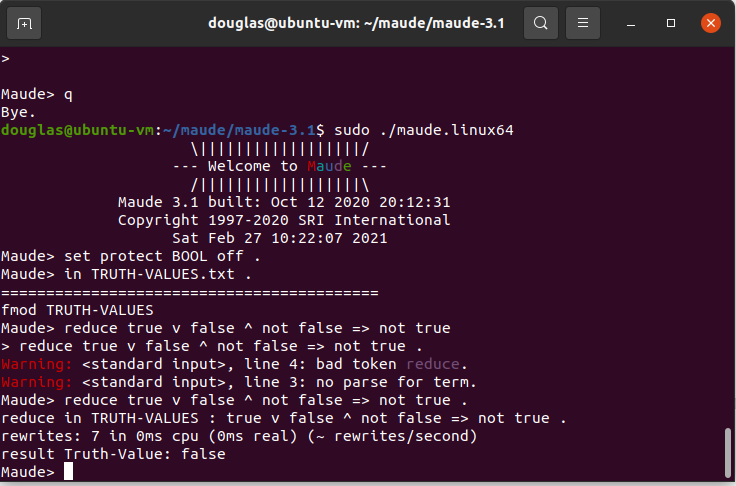 douglas@ubuntu-vm: ~/maude/maude-3.1
>
Maude> q
Bye.
douglas@ubuntu-vm:~/maude/maude-3.1$ sudo ./maude.linux64
\||||||||||||||||||/
--- Welcome to Maude ---
/||||||||||||||||||\
Maude 3.1 built: Oct 12 2020 20:12:31
Copyright 1997-2020 SRI International
Sat Feb 27 10:22:07 2021
Maude> set protect BOOL off .
Maude> in TRUTH-VALUES.txt .
==========================================
fmod TRUTH-VALUES
Maude> reduce true v false ^ not false => not true
> reduce true v false ^ not false => not true .
Warning: <standard input>, line 4: bad token reduce.
Warning: <standard input>, line 3: no parse for term.
Maude> reduce true v false ^ not false => not true .
reduce in TRUTH-VALUES : true v false ^ not false => not true .
rewrites: 7 in 0ms cpu (0ms real) (~ rewrites/second)
result Truth-Value: false
Maude>